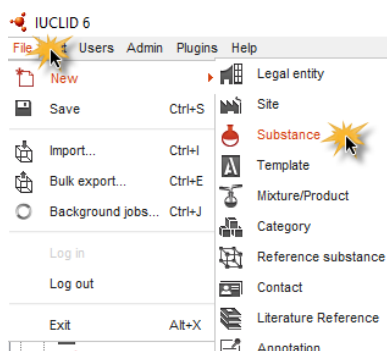 IUCLID 6
File Users Admin Plugins Help
New
Save Ctrl+S
Import... Ctrl+I
Bulk export... Ctrl+E
Background jobs... Ctrl+J
Log in
Log out
Exit Alt+X
Legal entity
Site
Substance
Template
Mixture/Product
Category
Reference substance
Contact
Literature Reference
Annotation